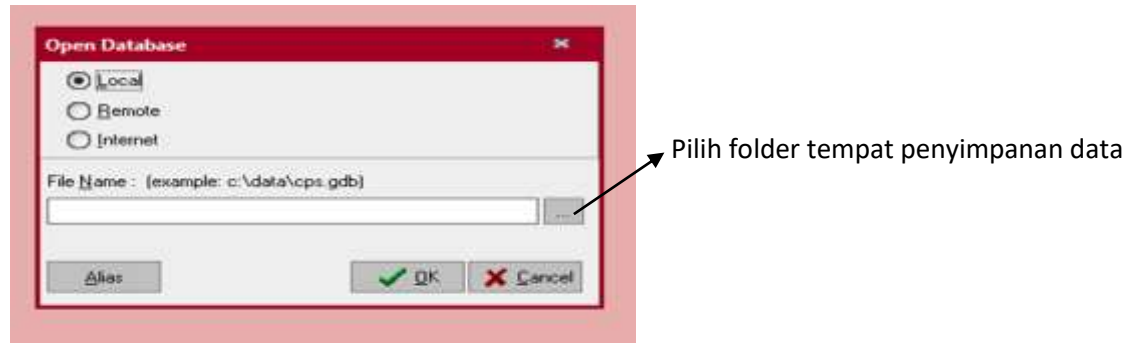 Open Database
Local
Remote
Internet
Pilih folder tempat penyimpanan data
File Name : (example: c:\data\cps.gdb)
...
Alias
OK
Cancel